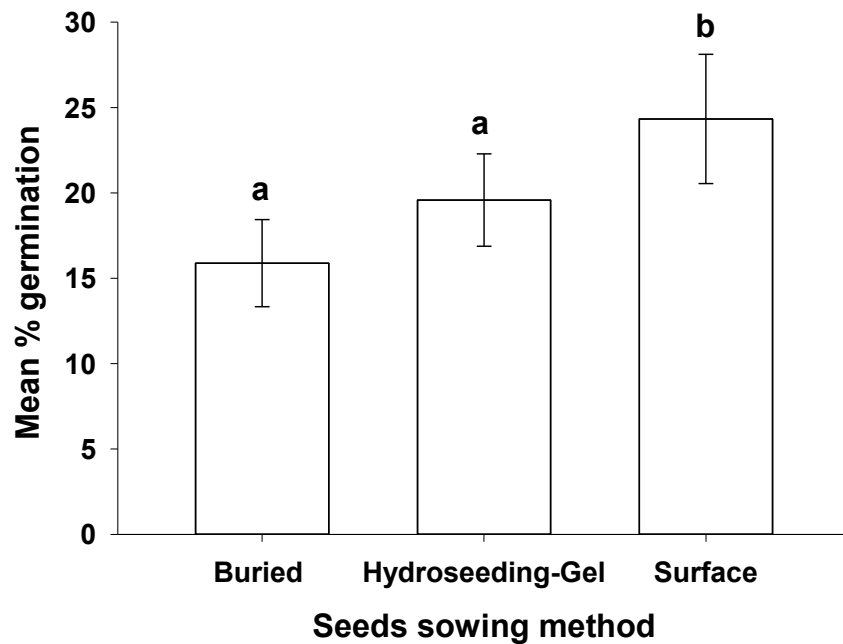 30
25
20
15
10
5
0
Mean % germination
a
a
b
Buried Hydroseeding-Gel Surface
Seeds sowing method